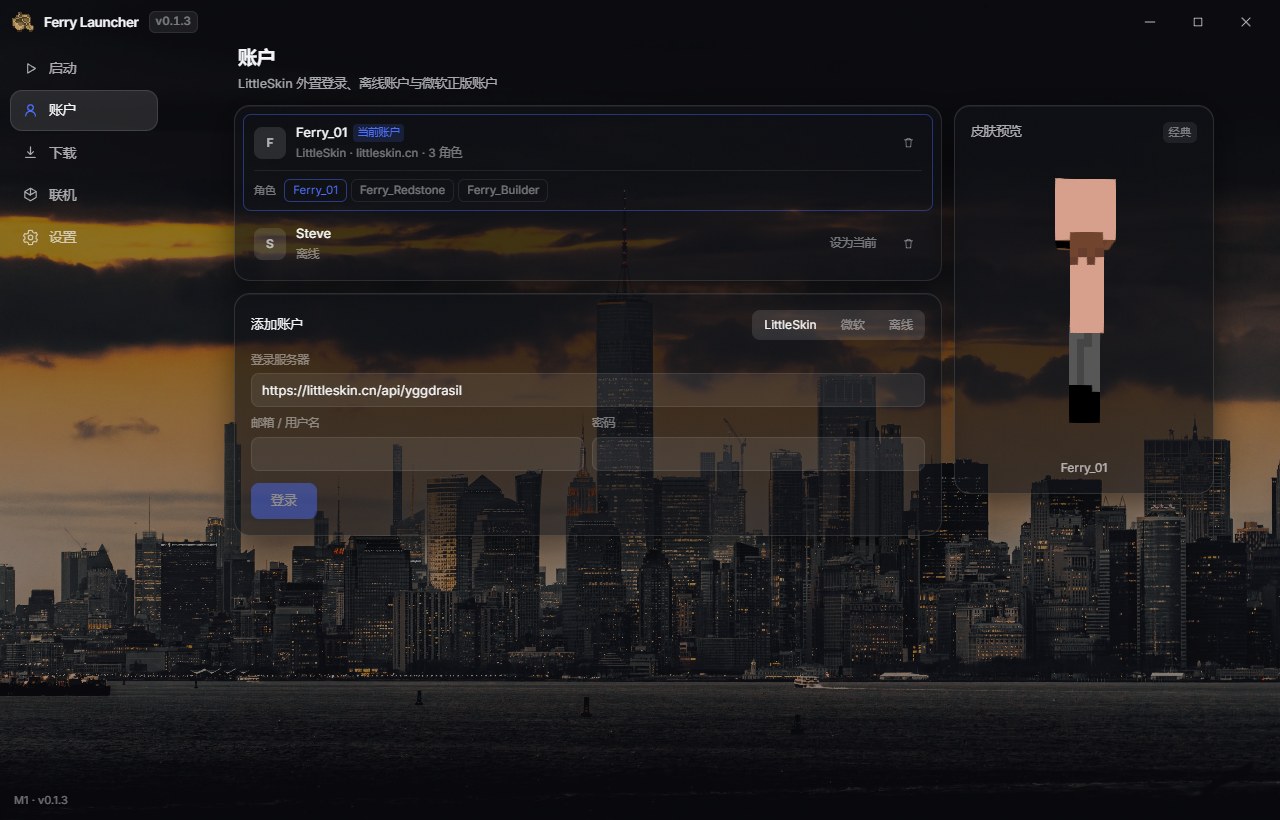 Ferry Launcher v0.1.3
启动
账户
下载
联机
设置
账户
LittleSkin 外置登录、离线账户与微软正版账户
F
Ferry_01 当前账户
LittleSkin · littleskin.cn · 3 角色
角色 Ferry_01 Ferry_Redstone Ferry_Builder
S
Steve
离线
设为当前
添加账户
LittleSkin 微软 离线
登录服务器
https://littleskin.cn/api/yggdrasil
邮箱 / 用户名 密码
登录
皮肤预览 经典
Ferry_01
M1 · v0.1.3